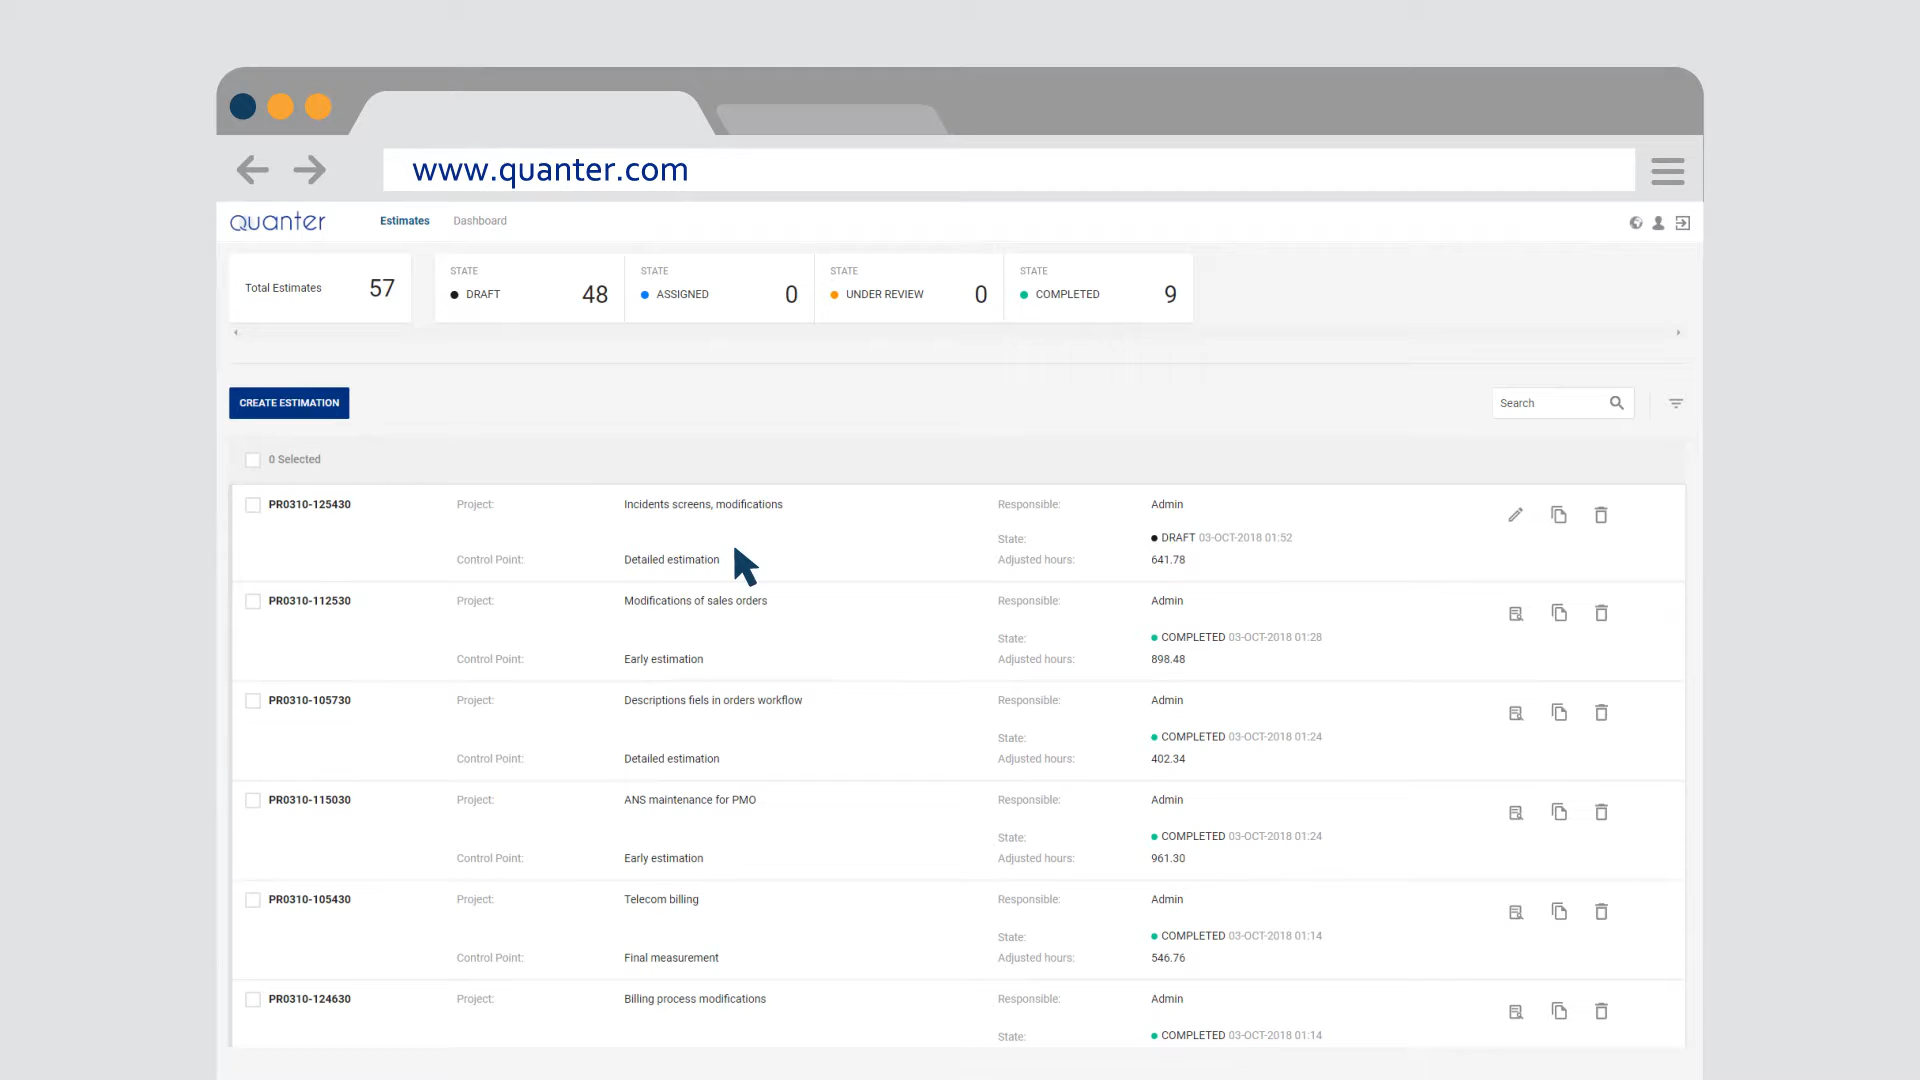 www.quanter.com
quanter Estimates Dashboard
Total Estimates 57
STATE STATE STATE STATE
DRAFT 48 ASSIGNED 0 UNDER REVIEW 0 COMPLETED 9
CREATE ESTIMATION Search
0 Selected
PR0310-125430 Project: Incidents screens, modifications Responsible: Admin
State: DRAFT 03-OCT-2018 01:52
Control Point: Detailed estimation Adjusted hours: 641.78
PR0310-112530 Project: Modifications of sales orders Responsible: Admin
State: COMPLETED 03-OCT-2018 01:28
Control Point: Early estimation Adjusted hours: 898.48
PR0310-105730 Project: Descriptions fiels in orders workflow Responsible: Admin
State: COMPLETED 03-OCT-2018 01:24
Control Point: Detailed estimation Adjusted hours: 402.34
PR0310-115030 Project: ANS maintenance for PMO Responsible: Admin
State: COMPLETED 03-OCT-2018 01:24
Control Point: Early estimation Adjusted hours: 961.30
PR0310-105430 Project: Telecom billing Responsible: Admin
State: COMPLETED 03-OCT-2018 01:14
Control Point: Final measurement Adjusted hours: 546.76
PR0310-124630 Project: Billing process modifications Responsible: Admin
State: COMPLETED 03-OCT-2018 01:14